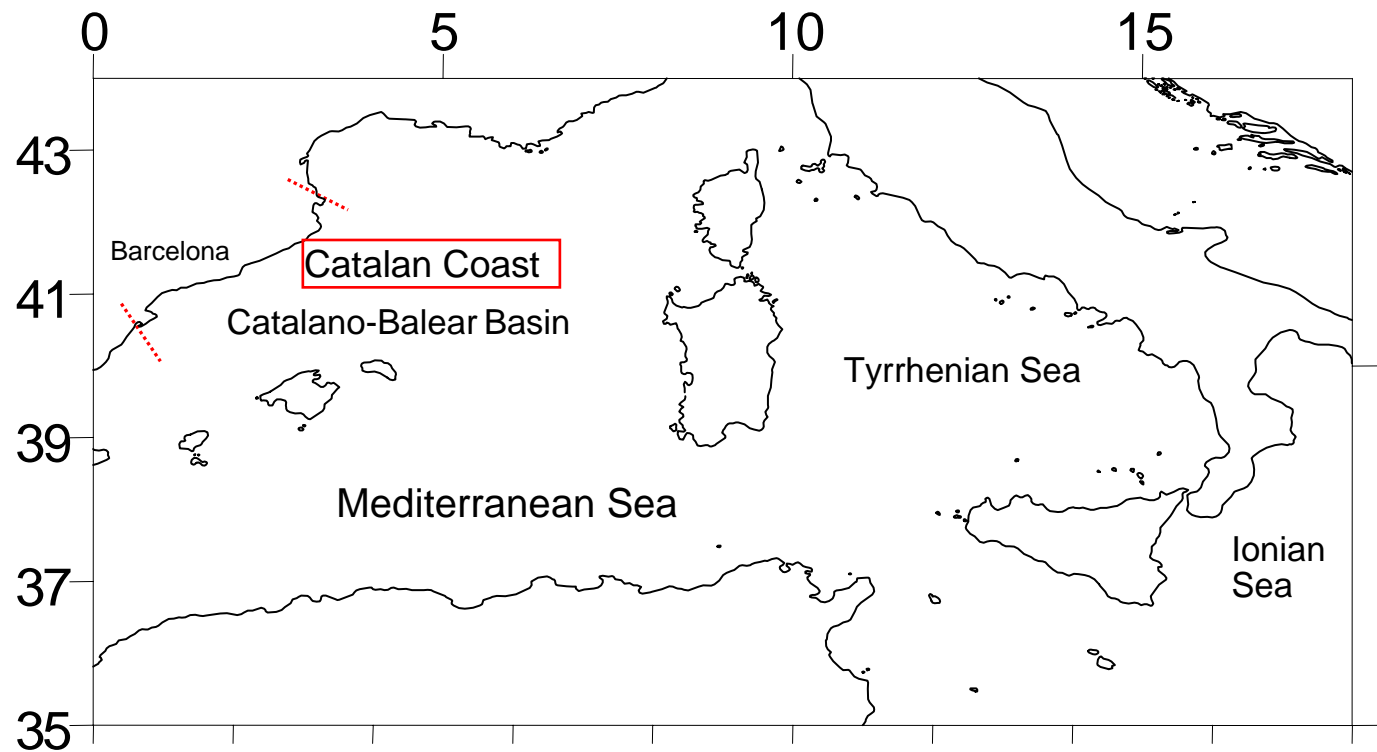 0 5 10 15
43
Barcelona
Catalan Coast
41
Catalano-Balear Basin
Tyrrhenian Sea
39
Mediterranean Sea
Ionian
Sea
37
35